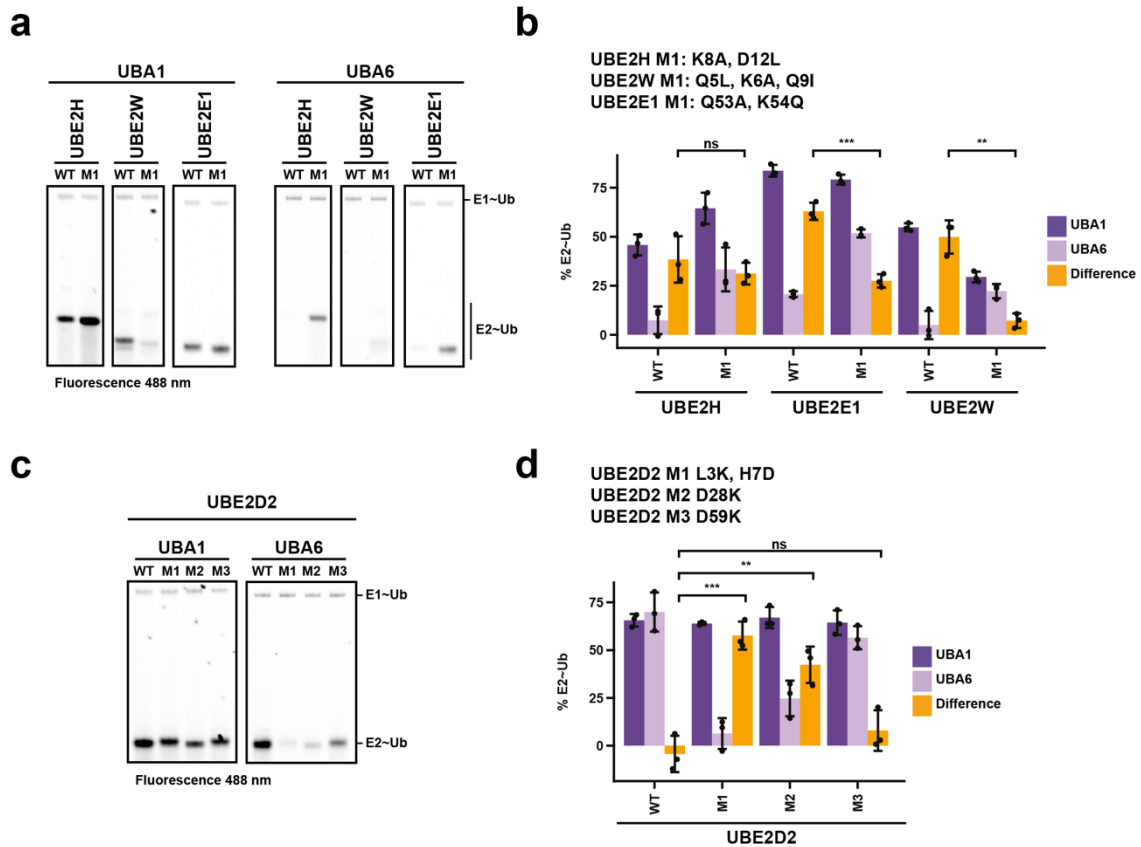 a
UBA1
UBA6
UBE2H
UBE2W
UBE2E1
UBE2H
UBE2W
UBE2E1
WT M1 WT M1 WT M1
WT M1 WT M1 WT M1
E1~Ub
E2~Ub
Fluorescence 488 nm
b
UBE2H M1: K8A, D12L
UBE2W M1: Q5L, K6A, Q9I
UBE2E1 M1: Q53A, K54Q
ns
***
**
% E2~Ub
75
50
25
0
WT M1 WT M1 WT M1
UBE2H UBE2E1 UBE2W
UBA1
UBA6
Difference
c
UBE2D2
UBA1 UBA6
WT M1 M2 M3 WT M1 M2 M3
E1~Ub
E2~Ub
Fluorescence 488 nm
d
UBE2D2 M1 L3K, H7D
UBE2D2 M2 D28K
UBE2D2 M3 D59K
ns
**
***
% E2~Ub
75
50
25
0
WT M1 M2 M3
UBE2D2
UBA1
UBA6
Difference